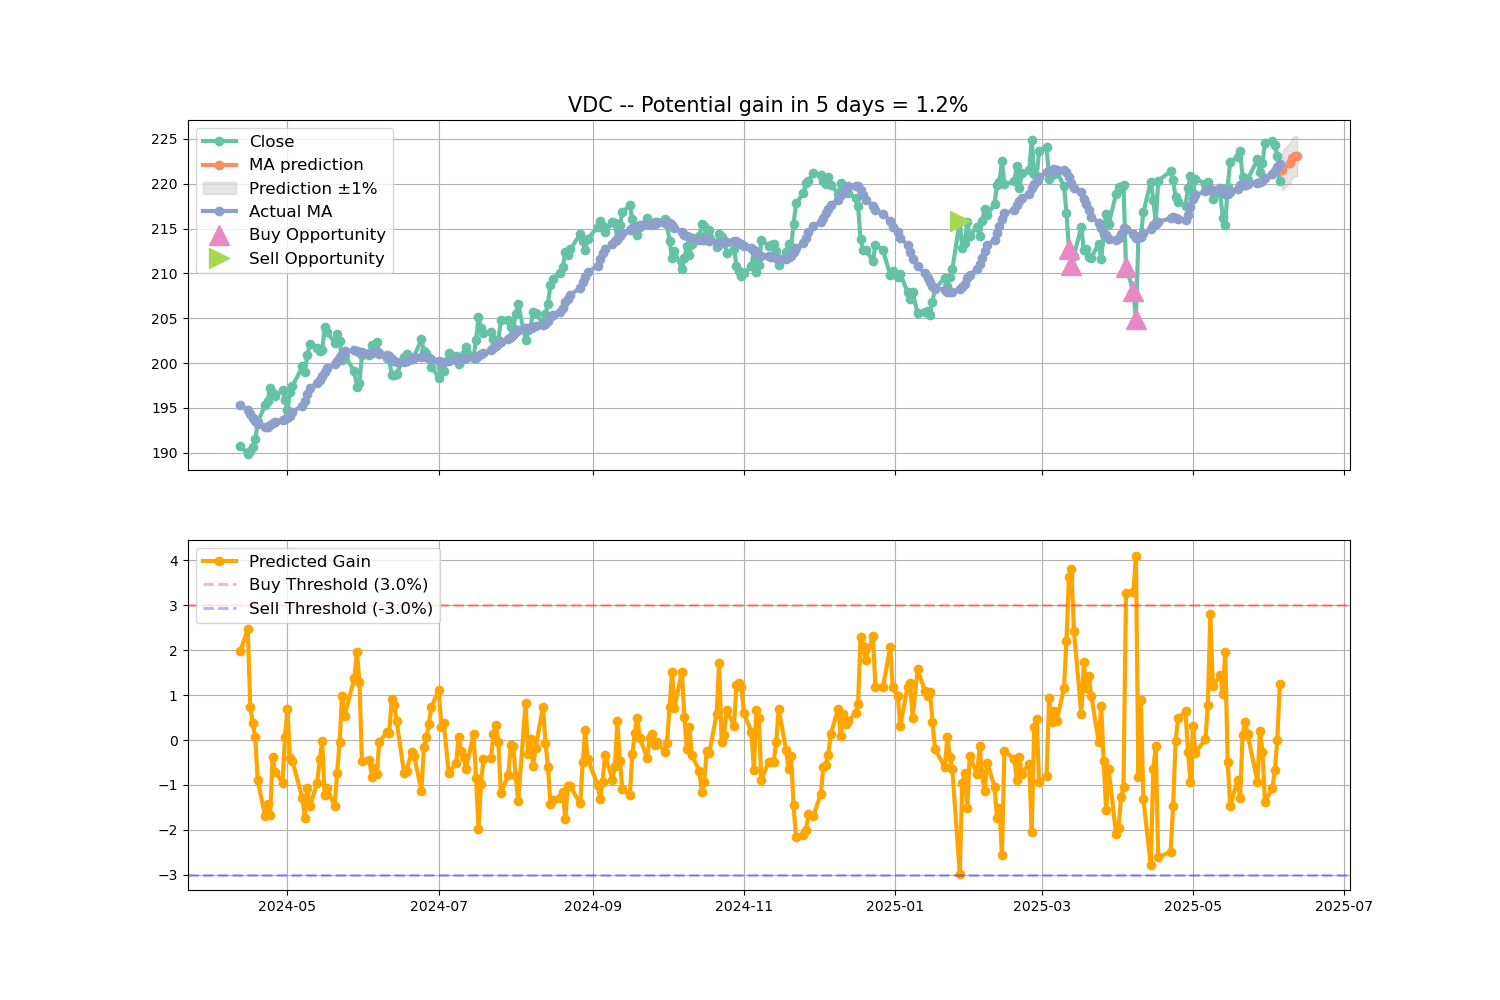 VDC -- Potential gain in 5 days = 1.2%
225
220
215
210
205
200
195
190
Close
MA prediction
Prediction ±1%
Actual MA
Buy Opportunity
Sell Opportunity
4
3
2
1
0
−1
−2
−3
Predicted Gain
Buy Threshold (3.0%)
Sell Threshold (-3.0%)
2024-05
2024-07
2024-09
2024-11
2025-01
2025-03
2025-05
2025-07